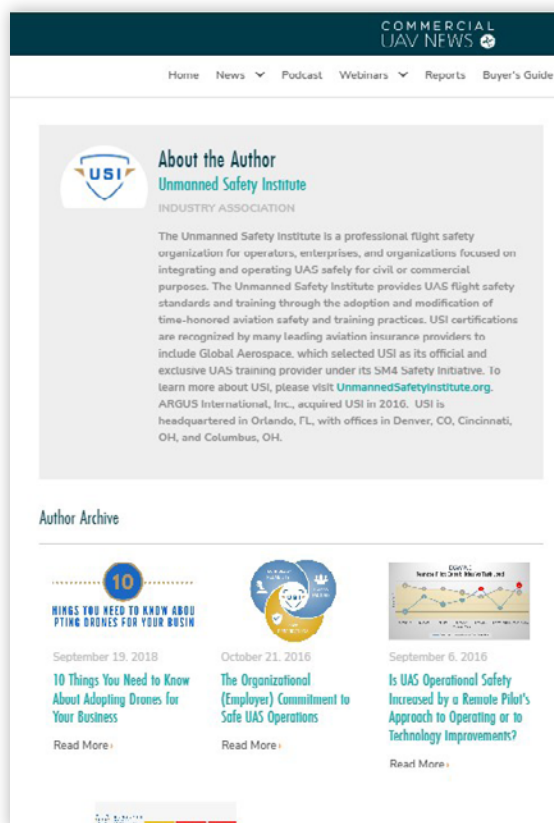 COMMERCIAL
UAV NEWS
Home News Podcast Webinars Reports Buyer's Guide
USI
About the Author
Unmanned Safety Institute
INDUSTRY ASSOCIATION
The Unmanned Safety Institute is a professional flight safety
organization for operators, enterprises, and organizations focused on
integrating and operating UAS safely for civil or commercial
purposes. The Unmanned Safety Institute provides UAS flight safety
standards and training through the adoption and modification of
time-honored aviation safety and training practices. USI certifications
are recognized by many leading aviation insurance providers to
include Global Aerospace, which selected USI as its official and
exclusive UAS training provider under its SM4 Safety Initiative. To
learn more about USI, please visit UnmannedSafetyInstitute.org.
ARGUS International, Inc., acquired USI in 2016. USI is
headquartered in Orlando, FL, with offices in Denver, CO, Cincinnati,
OH, and Columbus, OH.
Author Archive
10
HINGS YOU NEED TO KNOW ABOU
PTING DRONES FOR YOUR BUSIN
USI
September 19, 2018
10 Things You Need to Know
About Adopting Drones for
Your Business
Read More
October 21, 2016
The Organizational
(Employer) Commitment to
Safe UAS Operations
Read More
September 6, 2016
Is UAS Operational Safety
Increased by a Remote Pilot's
Approach to Operating or to
Technology Improvements?
Read More